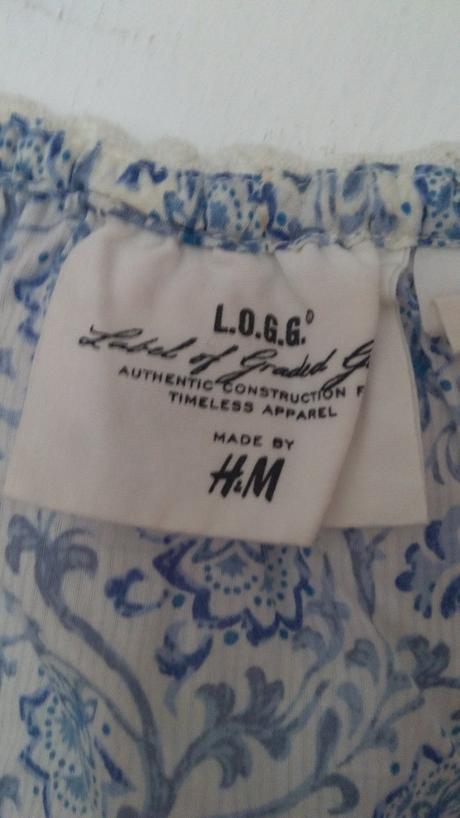 L.O.G.G.
Label of Graded G
AUTHENTIC CONSTRUCTION F
TIMELESS APPAREL
MADE BY
H&M